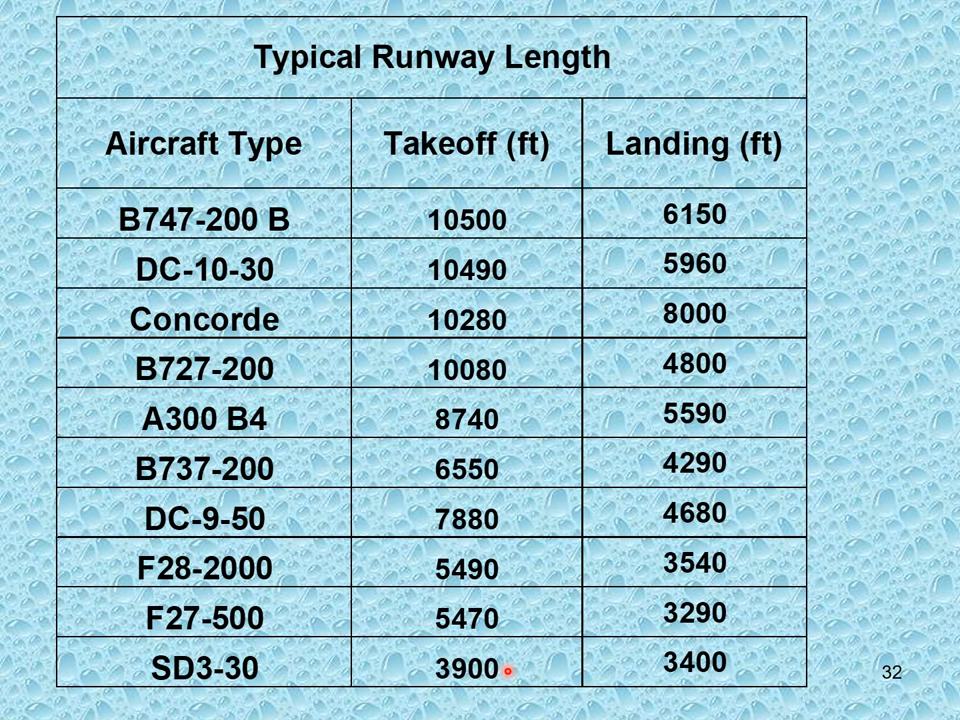 Typical Runway Length
Aircraft Type Takeoff (ft) Landing (ft)
B747-200 B 10500 6150
DC-10-30 10490 5960
Concorde 10280 8000
B727-200 10080 4800
A300 B4 8740 5590
B737-200 6550 4290
DC-9-50 7880 4680
F28-2000 5490 3540
F27-500 5470 3290
SD3-30 3900 3400
32